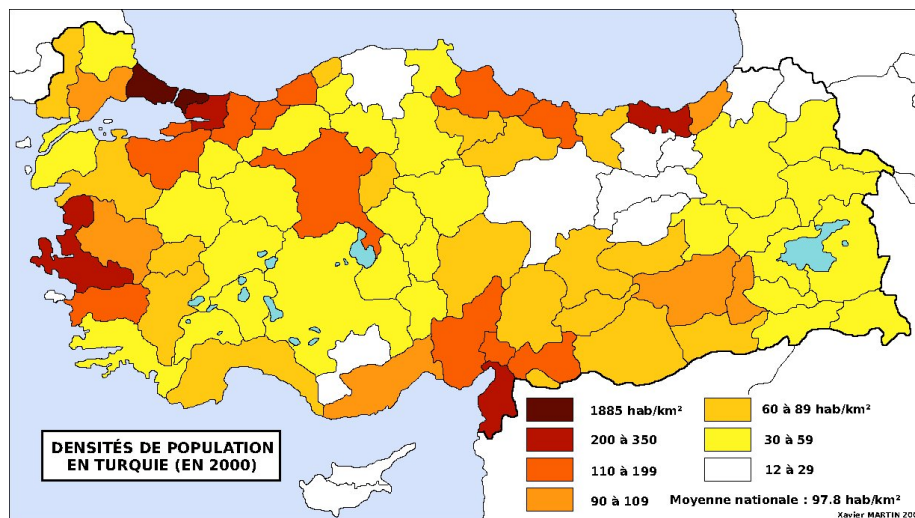 DENSITÉS DE POPULATION
EN TURQUIE (EN 2000)
1885 hab/km²
200 à 350
110 à 199
90 à 109
60 à 89 hab/km²
30 à 59
12 à 29
Moyenne nationale : 97.8 hab/km²
Xavier MARTIN